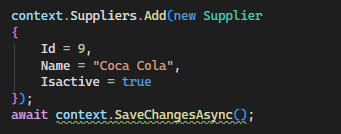 context.Suppliers.Add(new Supplier
{
    Id = 9,
    Name = "Coca Cola",
    Isactive = true
});
await context.SaveChangesAsync();